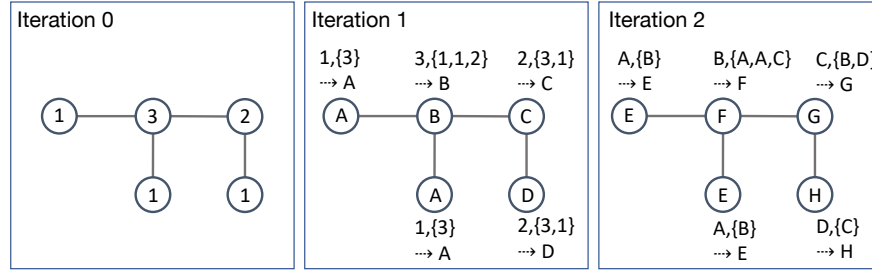 Iteration 0
1
3
2
1
1
Iteration 1
1,{3}
⤏ A
3,{1,1,2}
⤏ B
2,{3,1}
⤏ C
A
B
C
A
D
1,{3}
⤏ A
2,{3,1}
⤏ D
Iteration 2
A,{B}
⤏ E
B,{A,A,C}
⤏ F
C,{B,D}
⤏ G
E
F
G
E
H
A,{B}
⤏ E
D,{C}
⤏ H